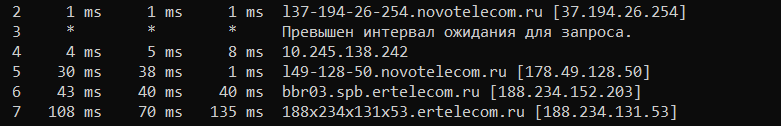 2 1 ms 1 ms 1 ms l37-194-26-254.novotelecom.ru [37.194.26.254]
3 * * * Превышен интервал ожидания для запроса.
4 4 ms 5 ms 8 ms 10.245.138.242
5 30 ms 38 ms 1 ms l49-128-50.novotelecom.ru [178.49.128.50]
6 43 ms 40 ms 40 ms bbr03.spb.ertelecom.ru [188.234.152.203]
7 108 ms 70 ms 135 ms 188x234x131x53.ertelecom.ru [188.234.131.53]